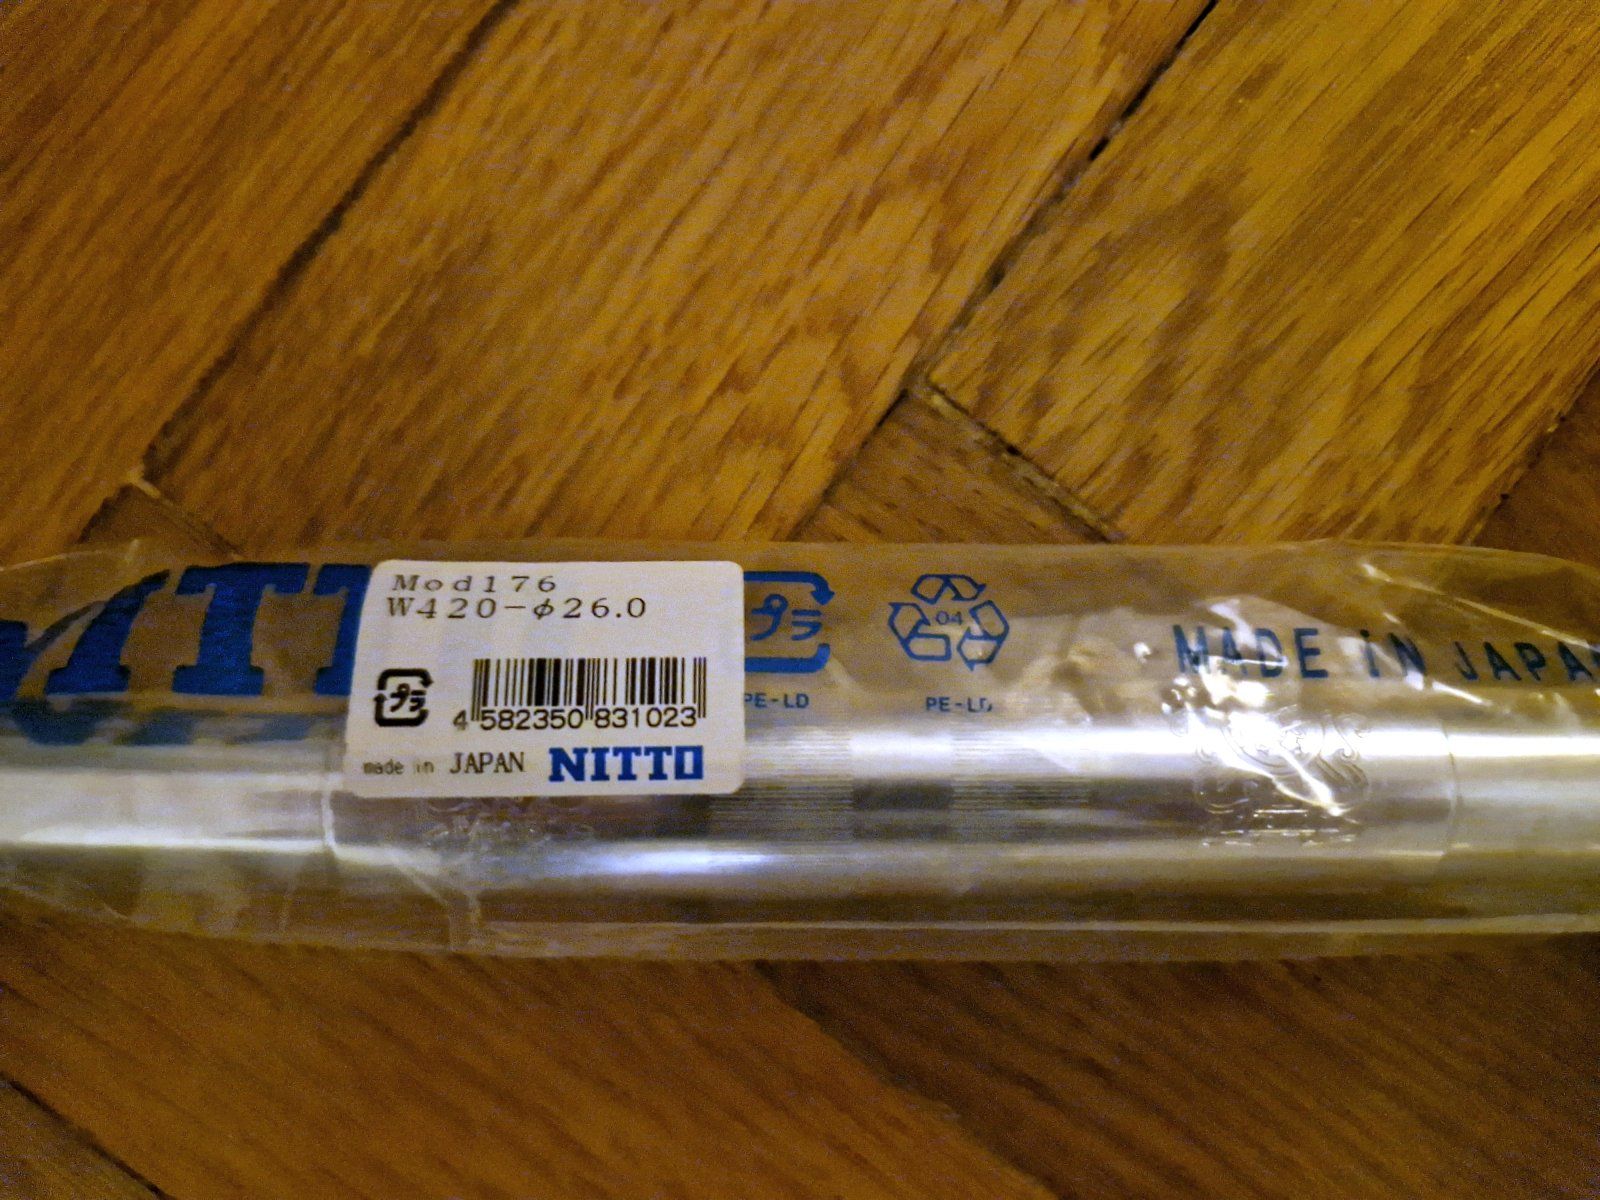 Mod176
W420-φ26.0
プラ
4 582350 831023
made in JAPAN NITTO
プラ
PE-LD
04
PE-LD
MADE iN JAPAN